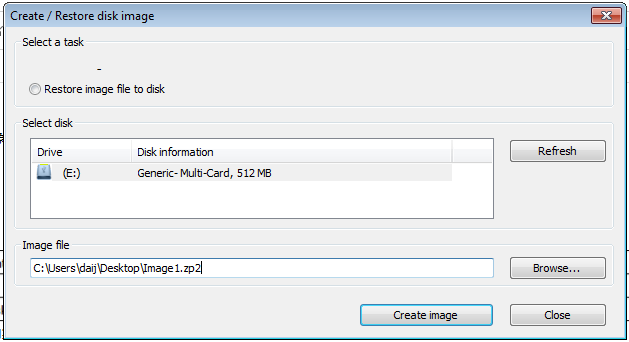 Create / Restore disk image
Select a task
-
Restore image file to disk
Select disk
Drive Disk information
(E:) Generic- Multi-Card, 512 MB
Refresh
Image file
C:\Users\daij\Desktop\Image1.zp2
Browse...
Create image Close